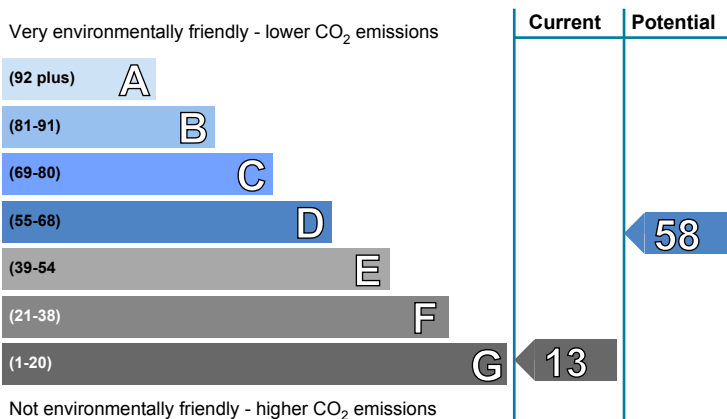 Current Potential
Very environmentally friendly - lower CO2 emissions
(92 plus) A
(81-91) B
(69-80) C
(55-68) D
58
(39-54 E
(21-38) F
(1-20) G 13
Not environmentally friendly - higher CO2 emissions